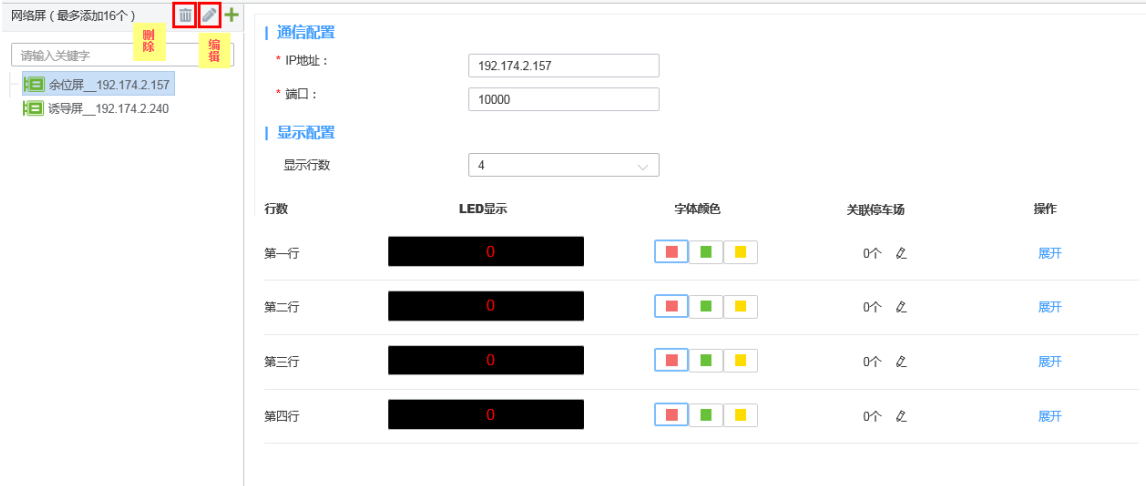 网络屏（最多添加16个）
删除
编辑
请输入关键字
余位屏__192.174.2.157
诱导屏__192.174.2.240
通信配置
* IP地址：
192.174.2.157
* 端口：
10000
显示配置
显示行数
4
行数 LED显示 字体颜色 关联停车场 操作
第一行 0 0个 展开
第二行 0 0个 展开
第三行 0 0个 展开
第四行 0 0个 展开